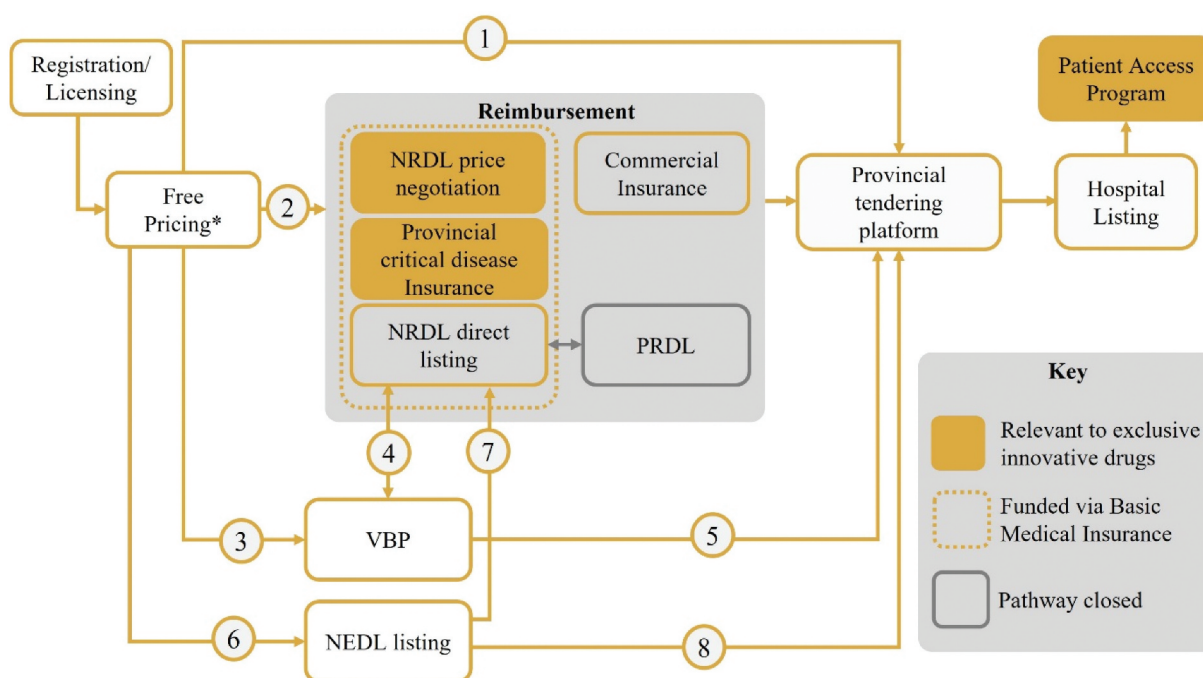 1
Registration/
Licensing
Patient Access
Program
Reimbursement
NRDL price
negotiation
Commercial
Insurance
Free
Pricing*
2
Provincial
tendering
platform
Hospital
Listing
Provincial
critical disease
Insurance
NRDL direct
listing
PRDL
Key
Relevant to exclusive
innovative drugs
4
7
Funded via Basic
Medical Insurance
3
VBP
5
Pathway closed
6
NEDL listing
8